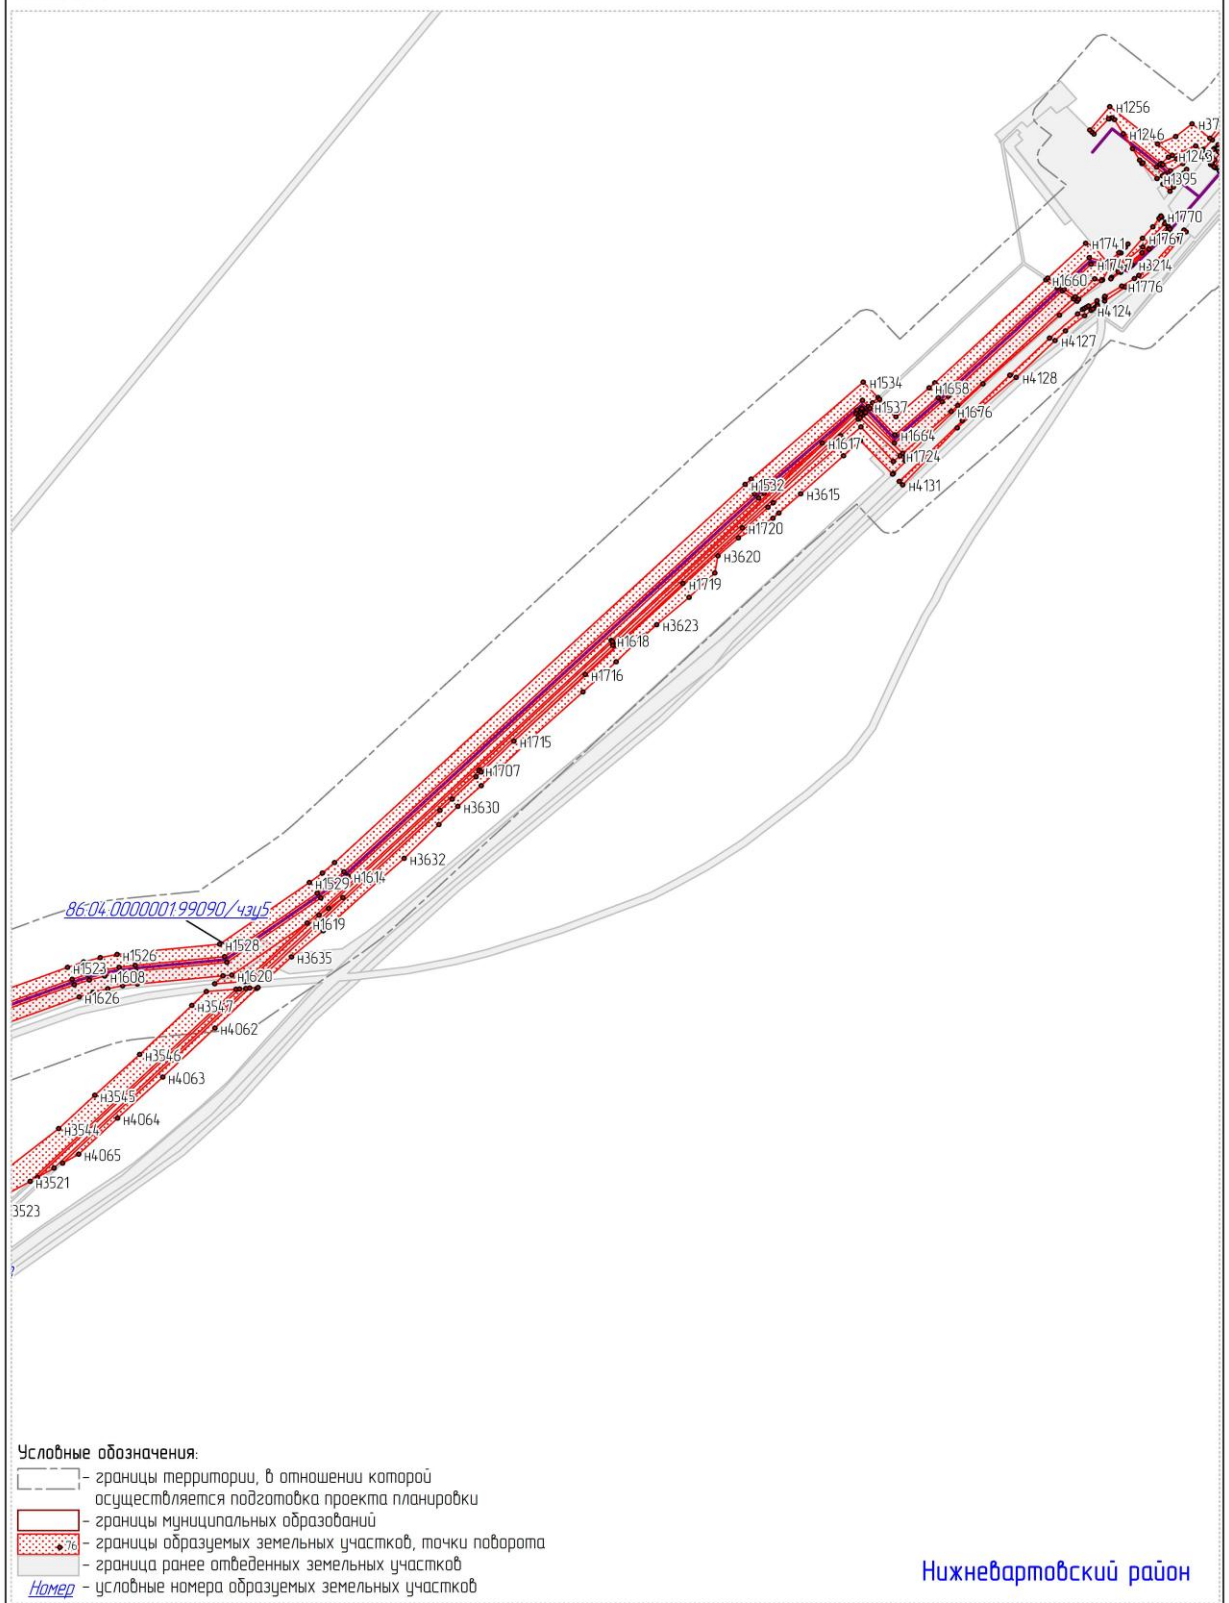 н1256
н1246
н37
н1243
н1395
н1770
н1741
н1767
н1747
н3214
н1660
н1776
н4124
н4127
н4128
н1534
н1658
н1537
н1676
н1664
н1617
н1724
н4131
н1532
н3615
н1720
н3620
н1719
н3623
н1618
н1716
н1715
н1707
н3630
н3632
н1614
н1529
86:04:0000001:99090/чзу5
н1619
н1528
н1526
н3635
н1523
н1608
н1620
н1626
н3547
н4062
н3546
н4063
н3545
н4064
н3544
н4065
н3521
3523
Условные обозначения:
- границы территории, в отношении которой
осуществляется подготовка проекта планировки
- границы муниципальных образований
76 - границы образуемых земельных участков, точки поворота
- граница ранее отведенных земельных участков
Номер - условные номера образуемых земельных участков
Нижневартовский район